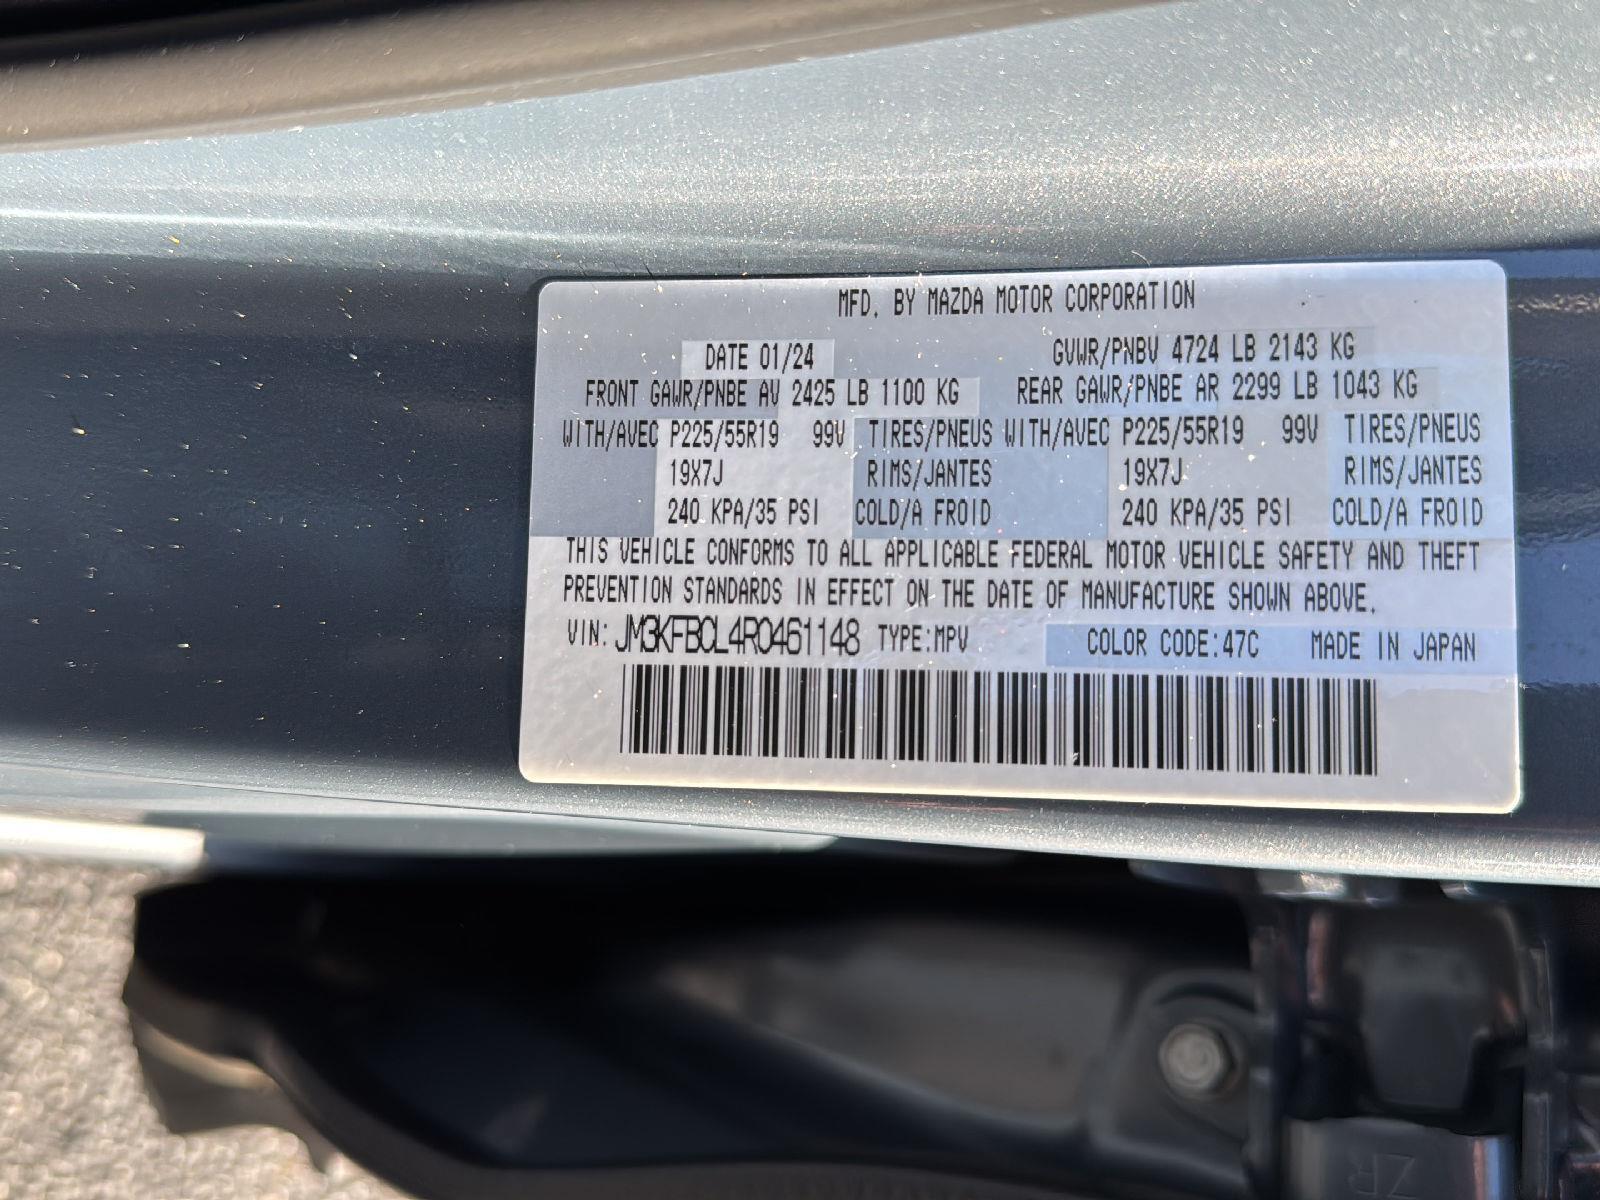 MFD. BY MAZDA MOTOR CORPORATION
DATE 01/24 GVWR/PNBV 4724 LB 2143 KG
FRONT GAWR/PNBE AV 2425 LB 1100 KG REAR GAWR/PNBE AR 2299 LB 1043 KG
WITH/AVEC P225/55R19 99V TIRES/PNEUS WITH/AVEC P225/55R19 99V TIRES/PNEUS
19X7J RIMS/JANTES 19X7J RIMS/JANTES
240 KPA/35 PSI COLD/A FROID 240 KPA/35 PSI COLD/A FROID
THIS VEHICLE CONFORMS TO ALL APPLICABLE FEDERAL MOTOR VEHICLE SAFETY AND THEFT
PREVENTION STANDARDS IN EFFECT ON THE DATE OF MANUFACTURE SHOWN ABOVE.
VIN: JM3KFBCL4R0461148 TYPE:MPV COLOR CODE:47C MADE IN JAPAN
ZR